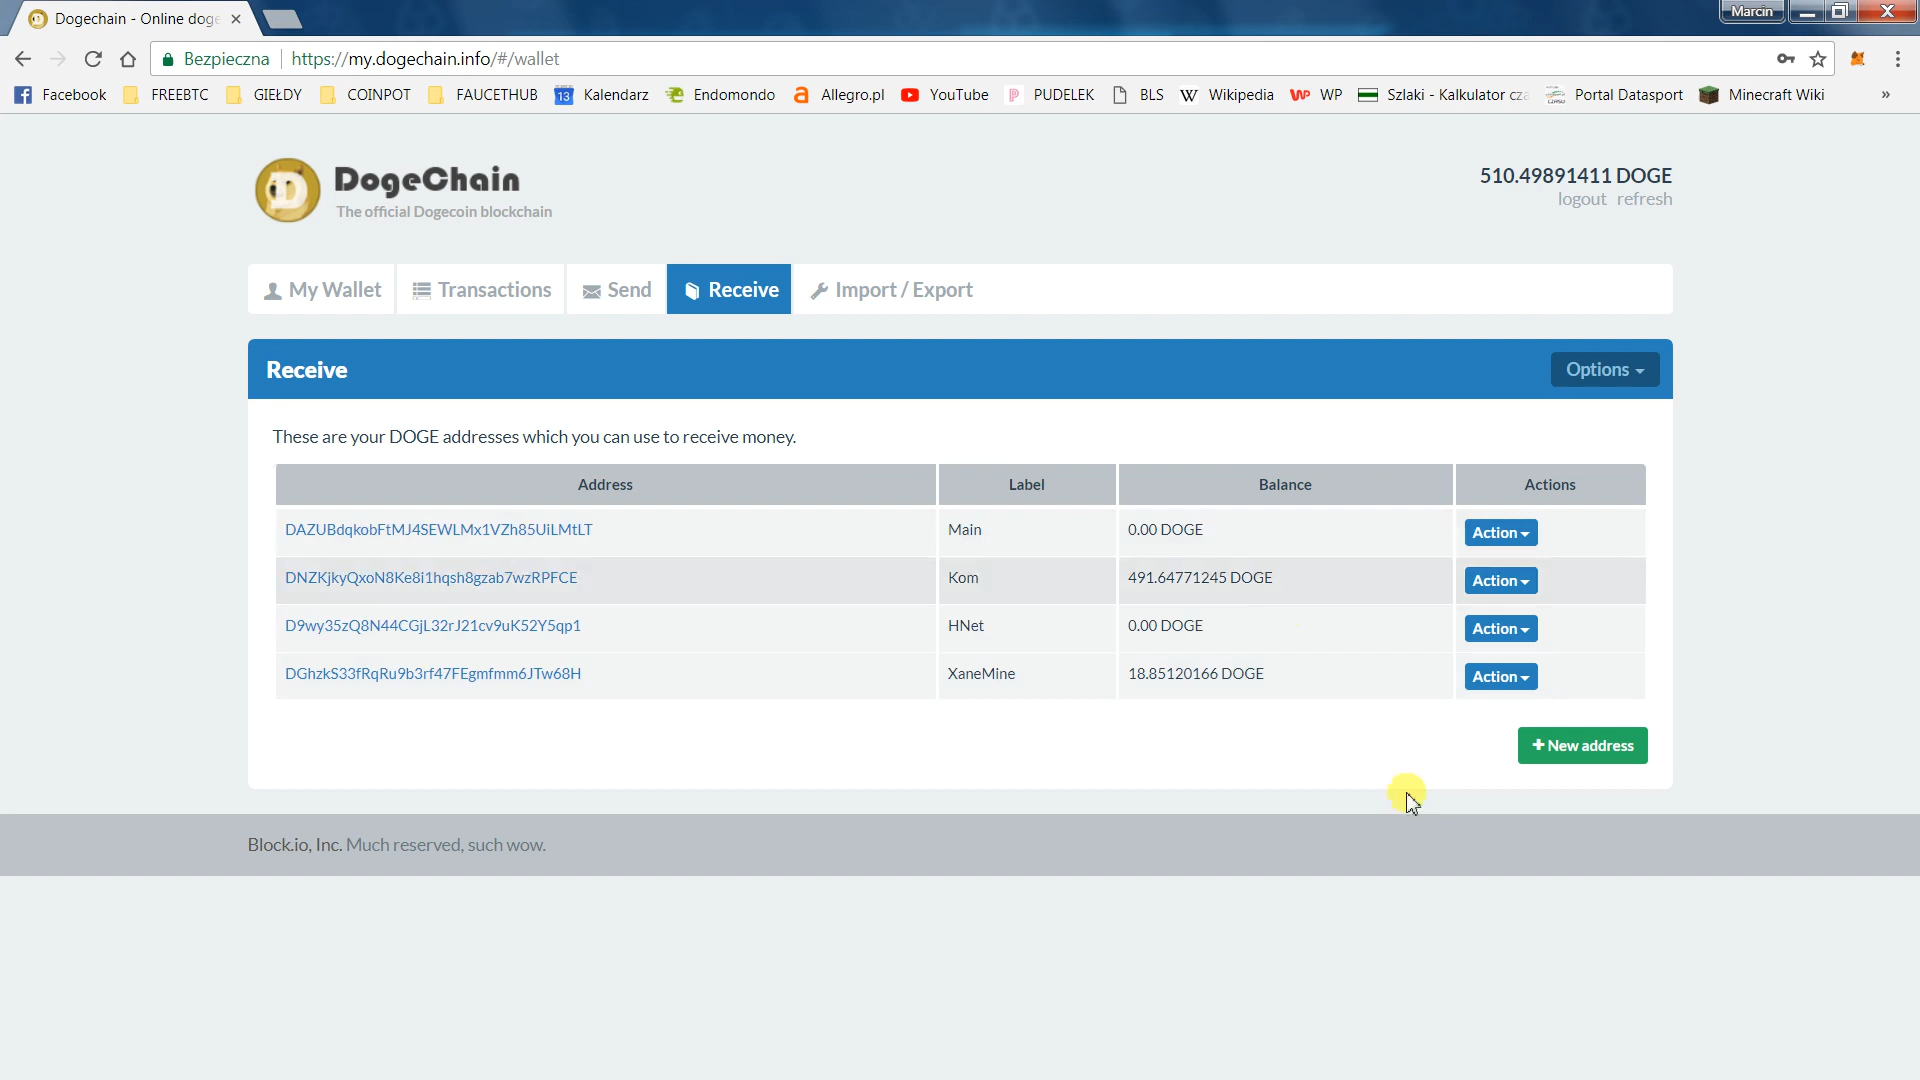 Dogechain - Online doge
Marcin
Bezpieczna
https://my.dogechain.info/#/wallet
Facebook FREEBTC GIEŁDY COINPOT FAUCETHUB Kalendarz Endomondo Allegro.pl YouTube PUDELEK BLS Wikipedia WP Szlaki - Kalkulator cza Portal Datasport Minecraft Wiki »
DogeChain
The official Dogecoin blockchain
510.49891411 DOGE
logout refresh
My Wallet Transactions Send Receive Import / Export
Receive
Options
These are your DOGE addresses which you can use to receive money.
Address Label Balance Actions
DAZUBdqkobFtMJ4SEWLMx1VZh85UiLMtLT Main 0.00 DOGE Action
DNZKjkyQxoN8Ke8i1hqsh8gzab7wzRPFCE Kom 491.64771245 DOGE Action
D9wy35zQ8N44CGjL32rJ21cv9uK52Y5qp1 HNet 0.00 DOGE Action
DGhzkS33fRqRu9b3rf47FEgmfmm6JTw68H XaneMine 18.85120166 DOGE Action
+ New address
Block.io, Inc. Much reserved, such wow.